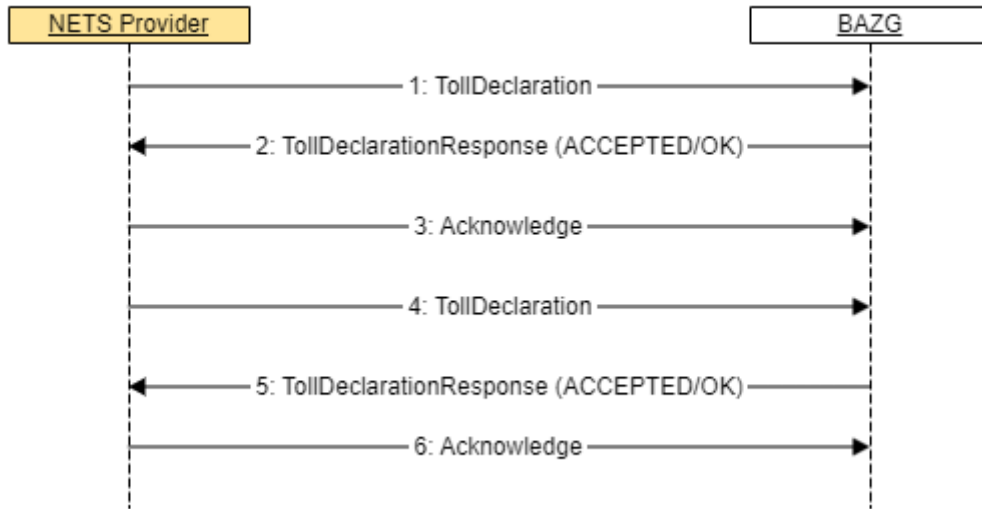 NETS Provider
BAZG
1: TollDeclaration
2: TollDeclarationResponse (ACCEPTED/OK)
3: Acknowledge
4: TollDeclaration
5: TollDeclarationResponse (ACCEPTED/OK)
6: Acknowledge